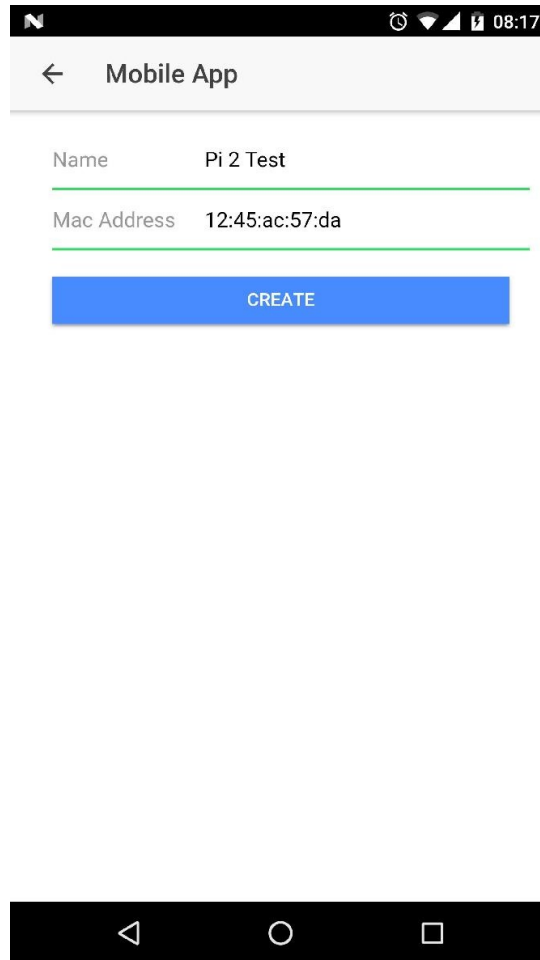 N 08:17
Mobile App
Name Pi 2 Test
Mac Address 12:45:ac:57:da
CREATE